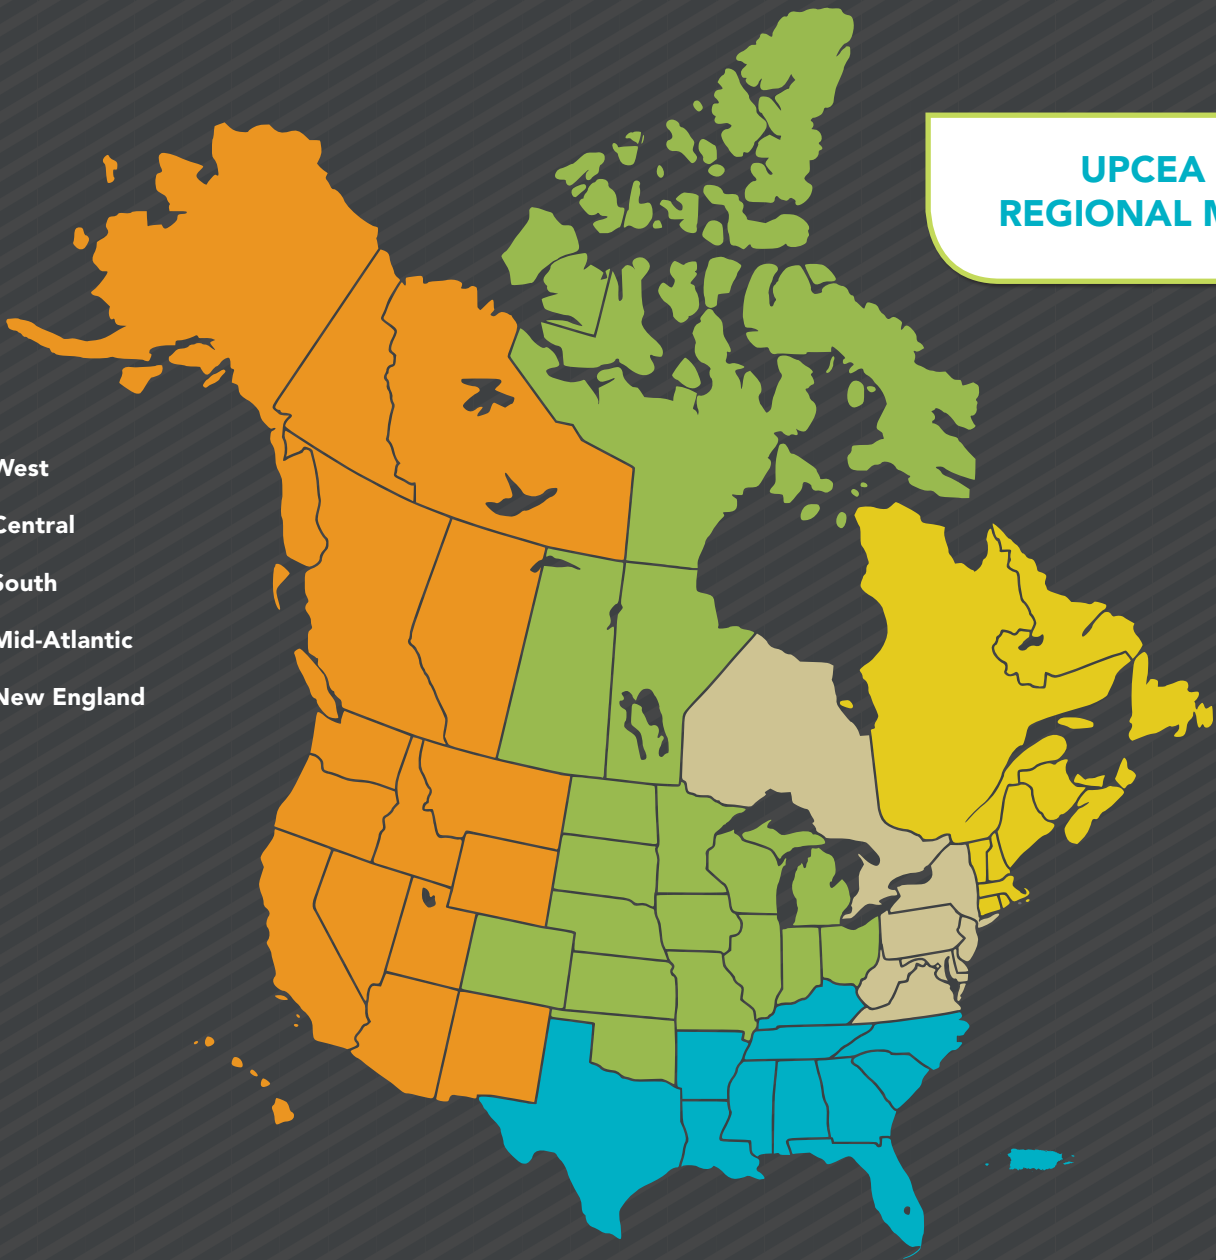 UPCEA
REGIONAL M
West
Central
South
Mid-Atlantic
New England